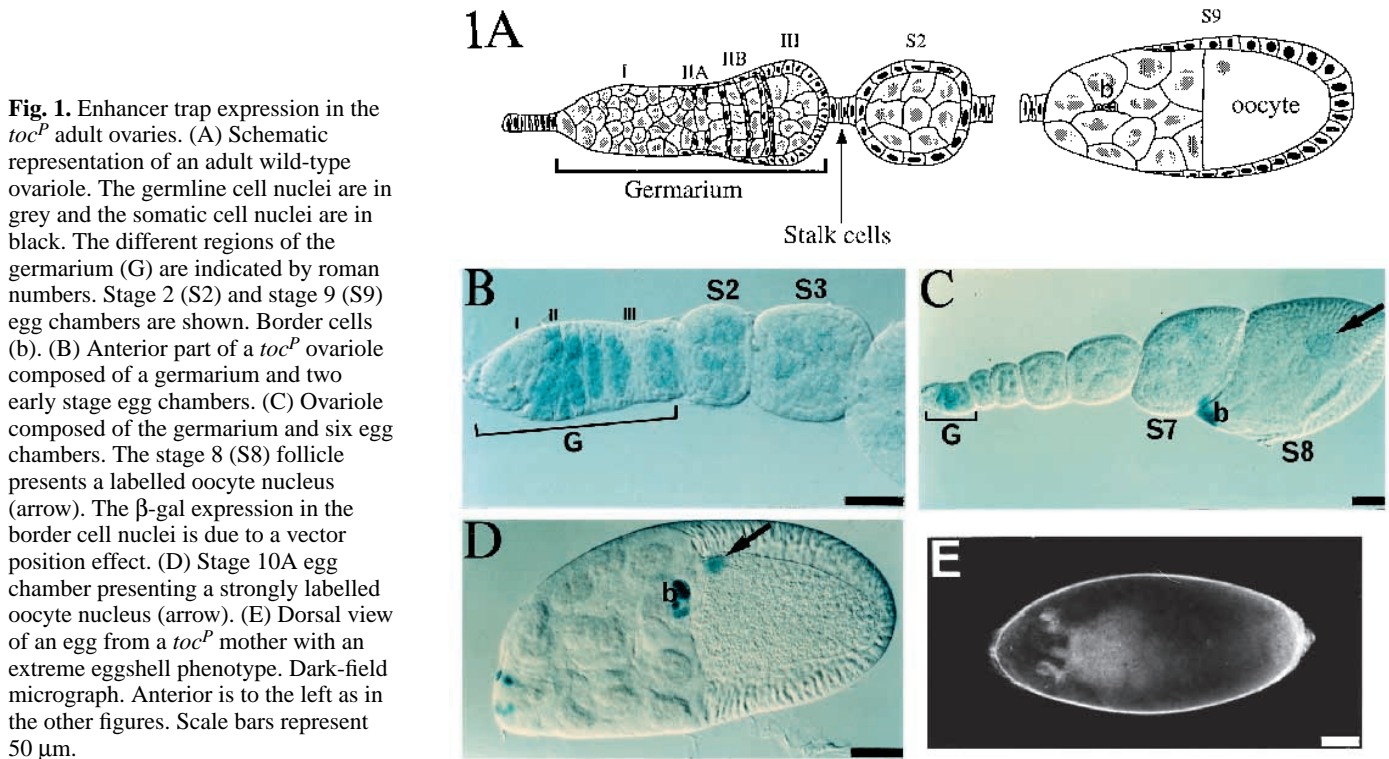 Fig. 1. Enhancer trap expression in the
tocP adult ovaries. (A) Schematic
representation of an adult wild-type
ovariole. The germline cell nuclei are in
grey and the somatic cell nuclei are in
black. The different regions of the
germarium (G) are indicated by roman
numbers. Stage 2 (S2) and stage 9 (S9)
egg chambers are shown. Border cells
(b). (B) Anterior part of a tocP ovariole
composed of a germarium and two
early stage egg chambers. (C) Ovariole
composed of the germarium and six egg
chambers. The stage 8 (S8) follicle
presents a labelled oocyte nucleus
(arrow). The β-gal expression in the
border cell nuclei is due to a vector
position effect. (D) Stage 10A egg
chamber presenting a strongly labelled
oocyte nucleus (arrow). (E) Dorsal view
of an egg from a tocP mother with an
extreme eggshell phenotype. Dark-field
micrograph. Anterior is to the left as in
the other figures. Scale bars represent
50 µm.
1A
I IIA IIB III S2 S9
b
oocyte
Germarium
Stalk cells
B
I II III S2 S3
G
C
G S7 b S8
D
b
E